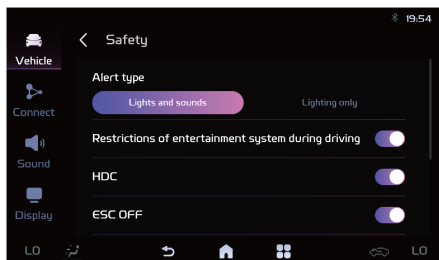 19:54
Safety
Vehicle
Alert type
Lights and sounds
Lighting only
Connect
Restrictions of entertainment system during driving
Sound
HDC
Display
ESC OFF
LO
LO